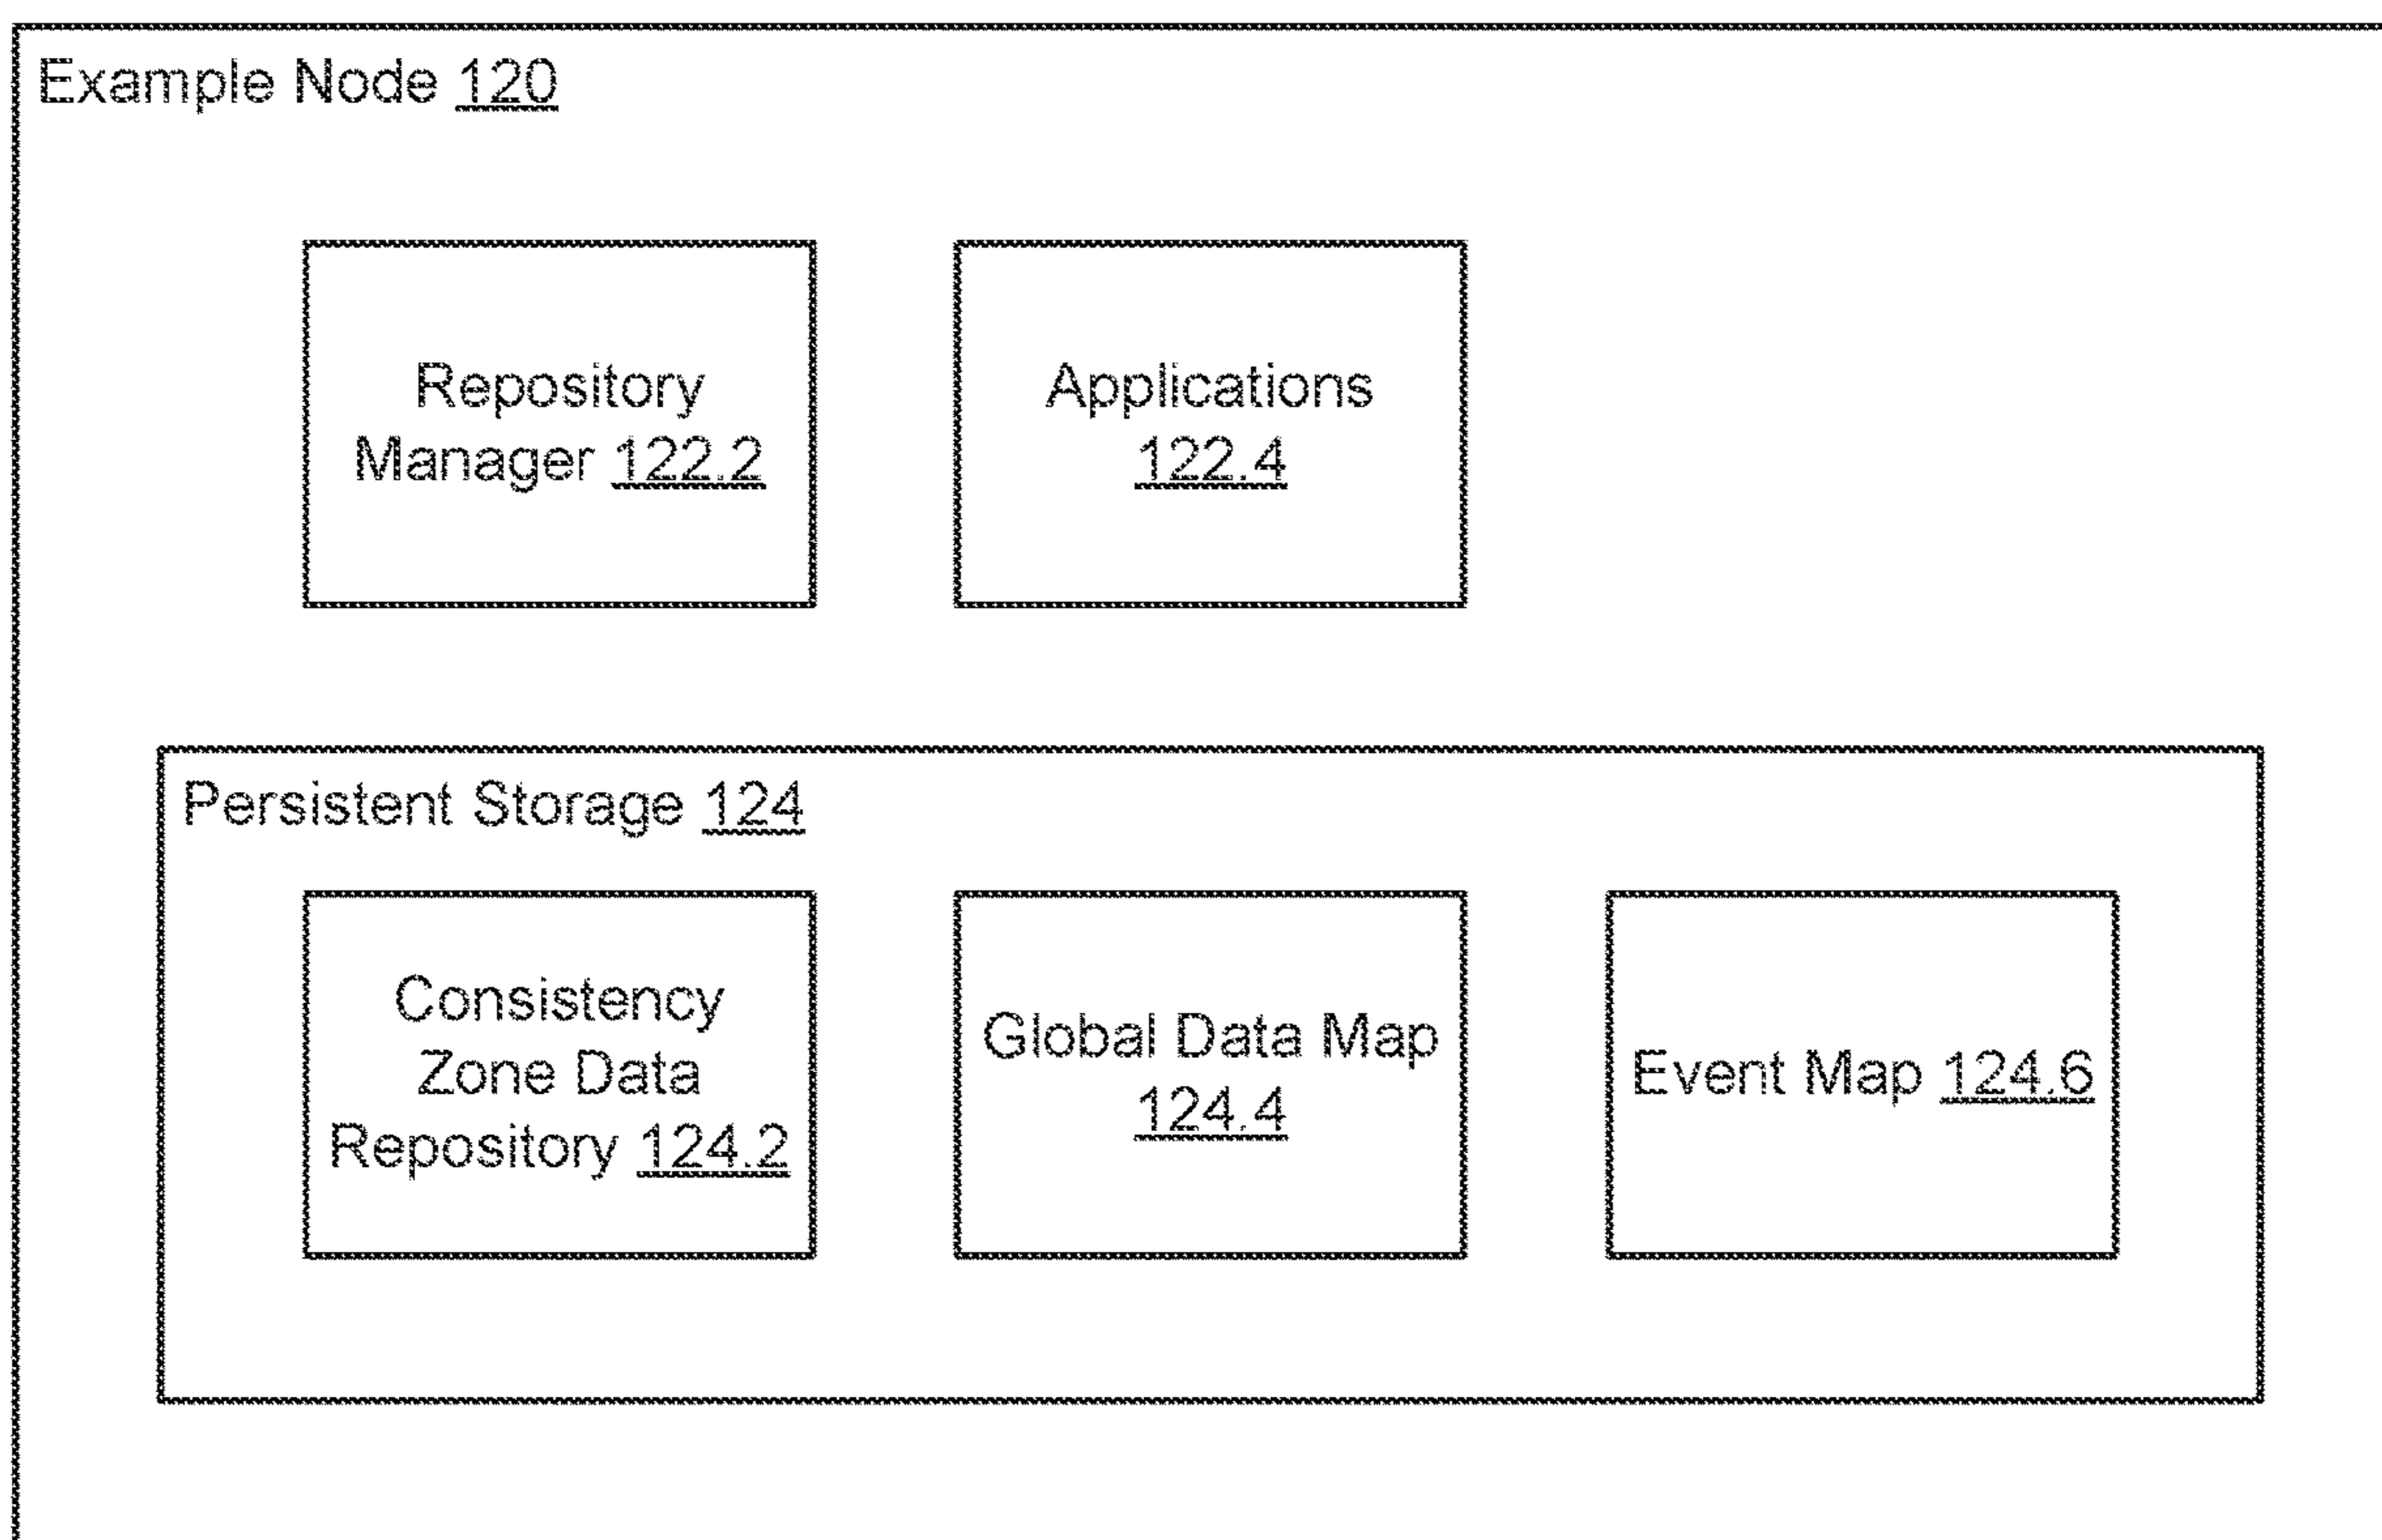 Example Node 120
Repository
Manager 122.2
Applications
122.4
Persistent Storage 124
Consistency
Zone Data
Repository 124.2
Global Data Map
124.4
Event Map 124.6